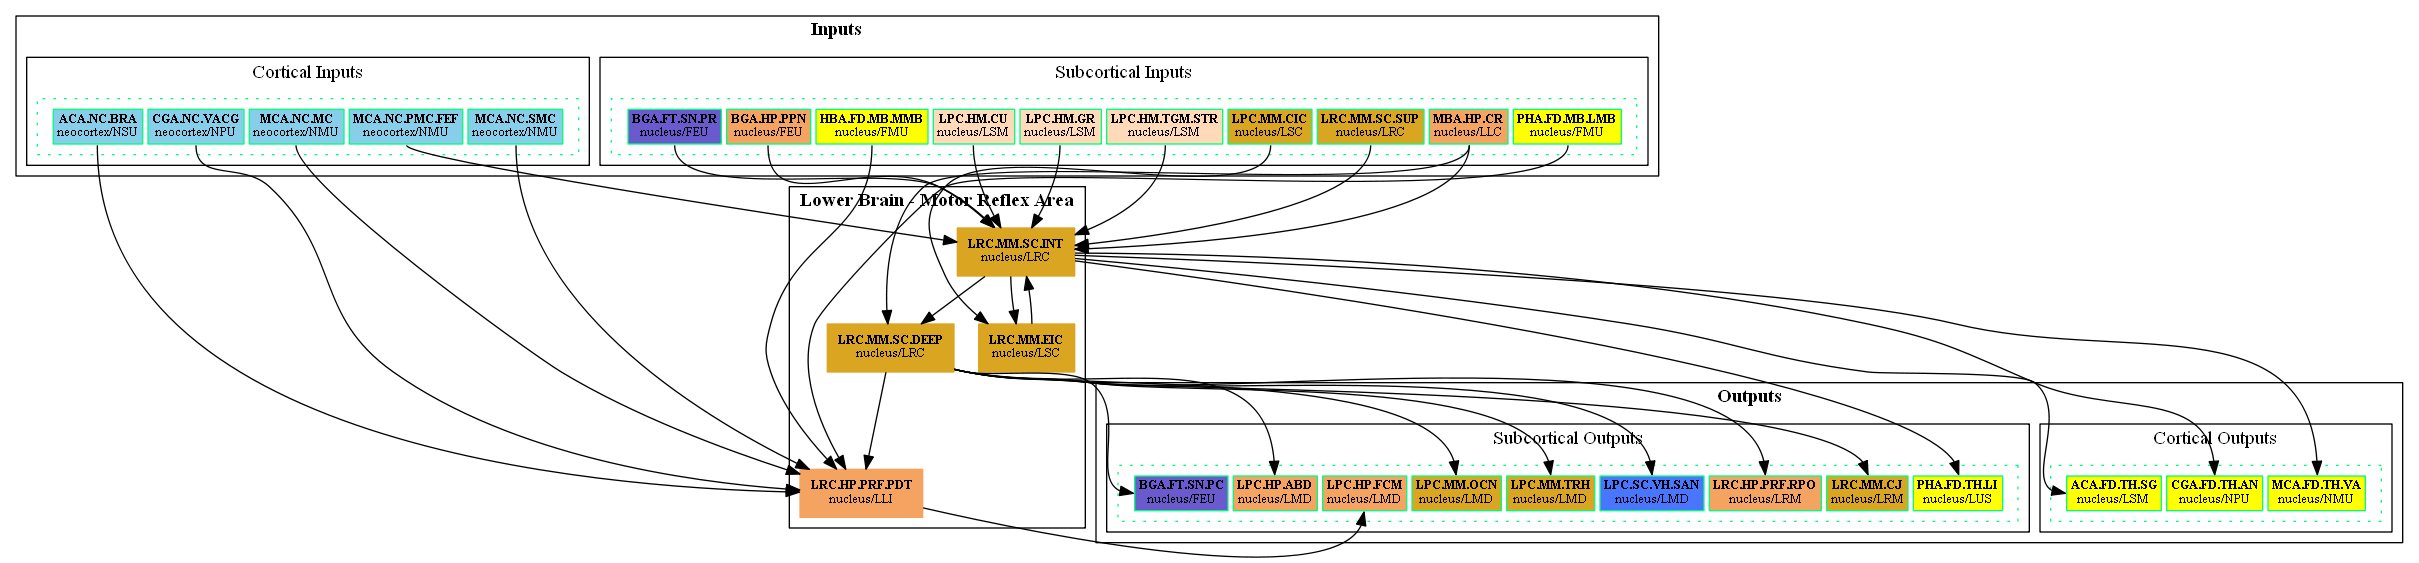 Inputs
Cortical Inputs
Subcortical Inputs
ACA.NC.BRA
neocortex/NSU
CGA.NC.VACG
neocortex/NPU
MCA.NC.MC
neocortex/NMU
MCA.NC.PMC.FEF
neocortex/NMU
MCA.NC.SMC
neocortex/NMU
BGA.FT.SN.PR
nucleus/FEU
BGA.HP.PPN
nucleus/FEU
HBA.FD.MB.MMB
nucleus/FMU
LPC.HM.CU
nucleus/LSM
LPC.HM.GR
nucleus/LSM
LPC.HM.TGM.STR
nucleus/LSM
LPC.MM.CIC
nucleus/LSC
LRC.MM.SC.SUP
nucleus/LRC
MBA.HP.CR
nucleus/LLC
PHA.FD.MB.LMB
nucleus/FMU
Lower Brain - Motor Reflex Area
LRC.MM.SC.INT
nucleus/LRC
LRC.MM.SC.DEEP
nucleus/LRC
LRC.MM.EIC
nucleus/LSC
LRC.HP.PRF.PDT
nucleus/LLI
Outputs
Subcortical Outputs
Cortical Outputs
BGA.FT.SN.PC
nucleus/FEU
LPC.HP.ABD
nucleus/LMD
LPC.HP.FCM
nucleus/LMD
LPC.MM.OCN
nucleus/LMD
LPC.MM.TRH
nucleus/LMD
LPC.SC.VH.SAN
nucleus/LMD
LRC.HP.PRF.RPO
nucleus/LRM
LRC.MM.CJ
nucleus/LRM
PHA.FD.TH.LI
nucleus/LUS
ACA.FD.TH.SG
nucleus/LSM
CGA.FD.TH.AN
nucleus/NPU
MCA.FD.TH.VA
nucleus/NMU